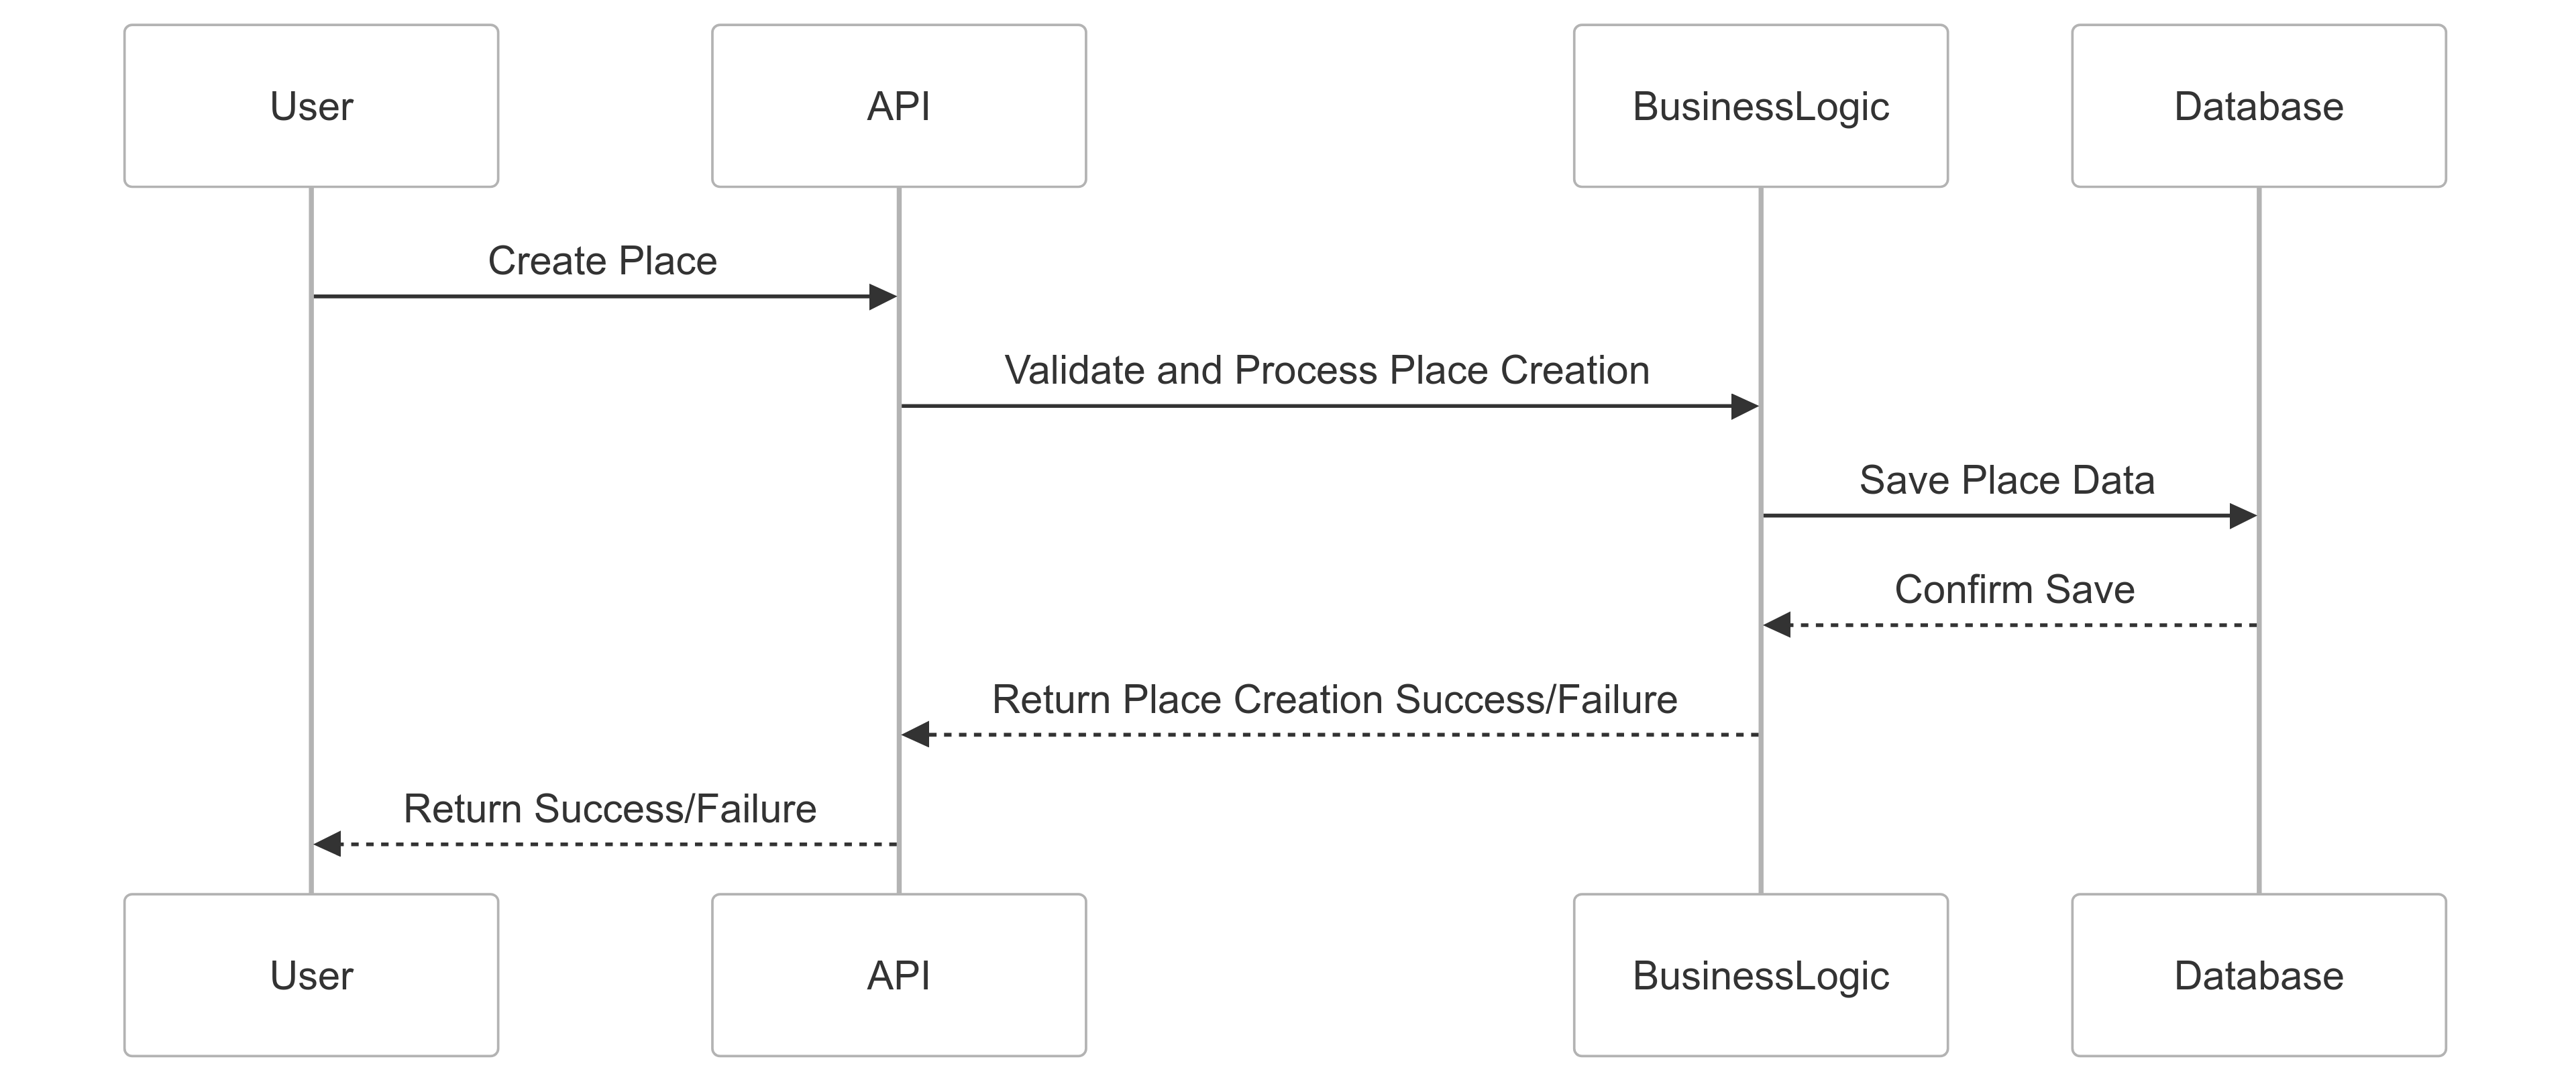 User
API
BusinessLogic
Database
Create Place
Validate and Process Place Creation
Save Place Data
Confirm Save
Return Place Creation Success/Failure
Return Success/Failure
User
API
BusinessLogic
Database